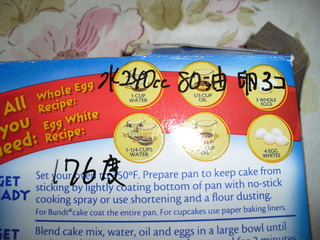 水240cc 80油 卵3コ
All
you
need:
Whole Egg
Recipe:
1 CUP
WATER
1/3 CUP
OIL
3 WHOLE
EGGS
Egg White
Recipe:
1-1/4 CUPS
WATER
OIL
4 EGG
WHITES
176度
GET
READY
Set your oven to 350°F. Prepare pan to keep cake from
sticking by lightly coating bottom of pan with no-stick
cooking spray or use shortening and a flour dusting.
For Bundt® cake coat the entire pan. For cupcakes use paper baking liners.
GET
Blend cake mix, water, oil and eggs in a large bowl until